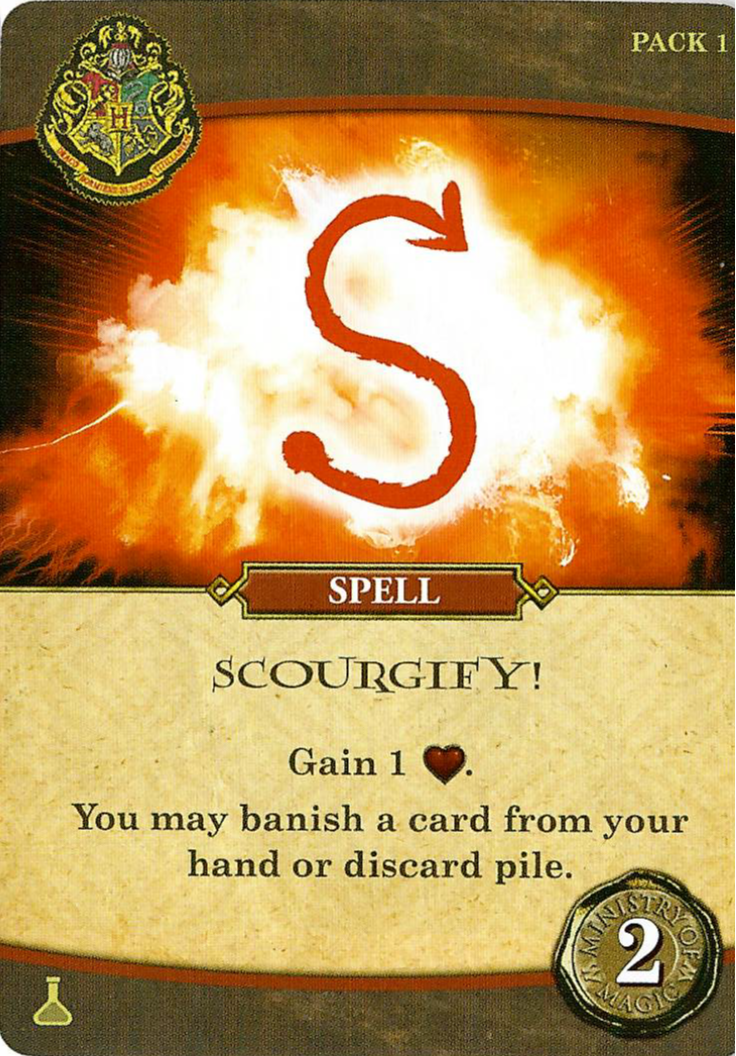 PACK 1
H
S
SPELL
SCOURGIFY!
Gain 1 ❤.
You may banish a card from your
hand or discard pile.
MINISTRY OF
MAGIC
2